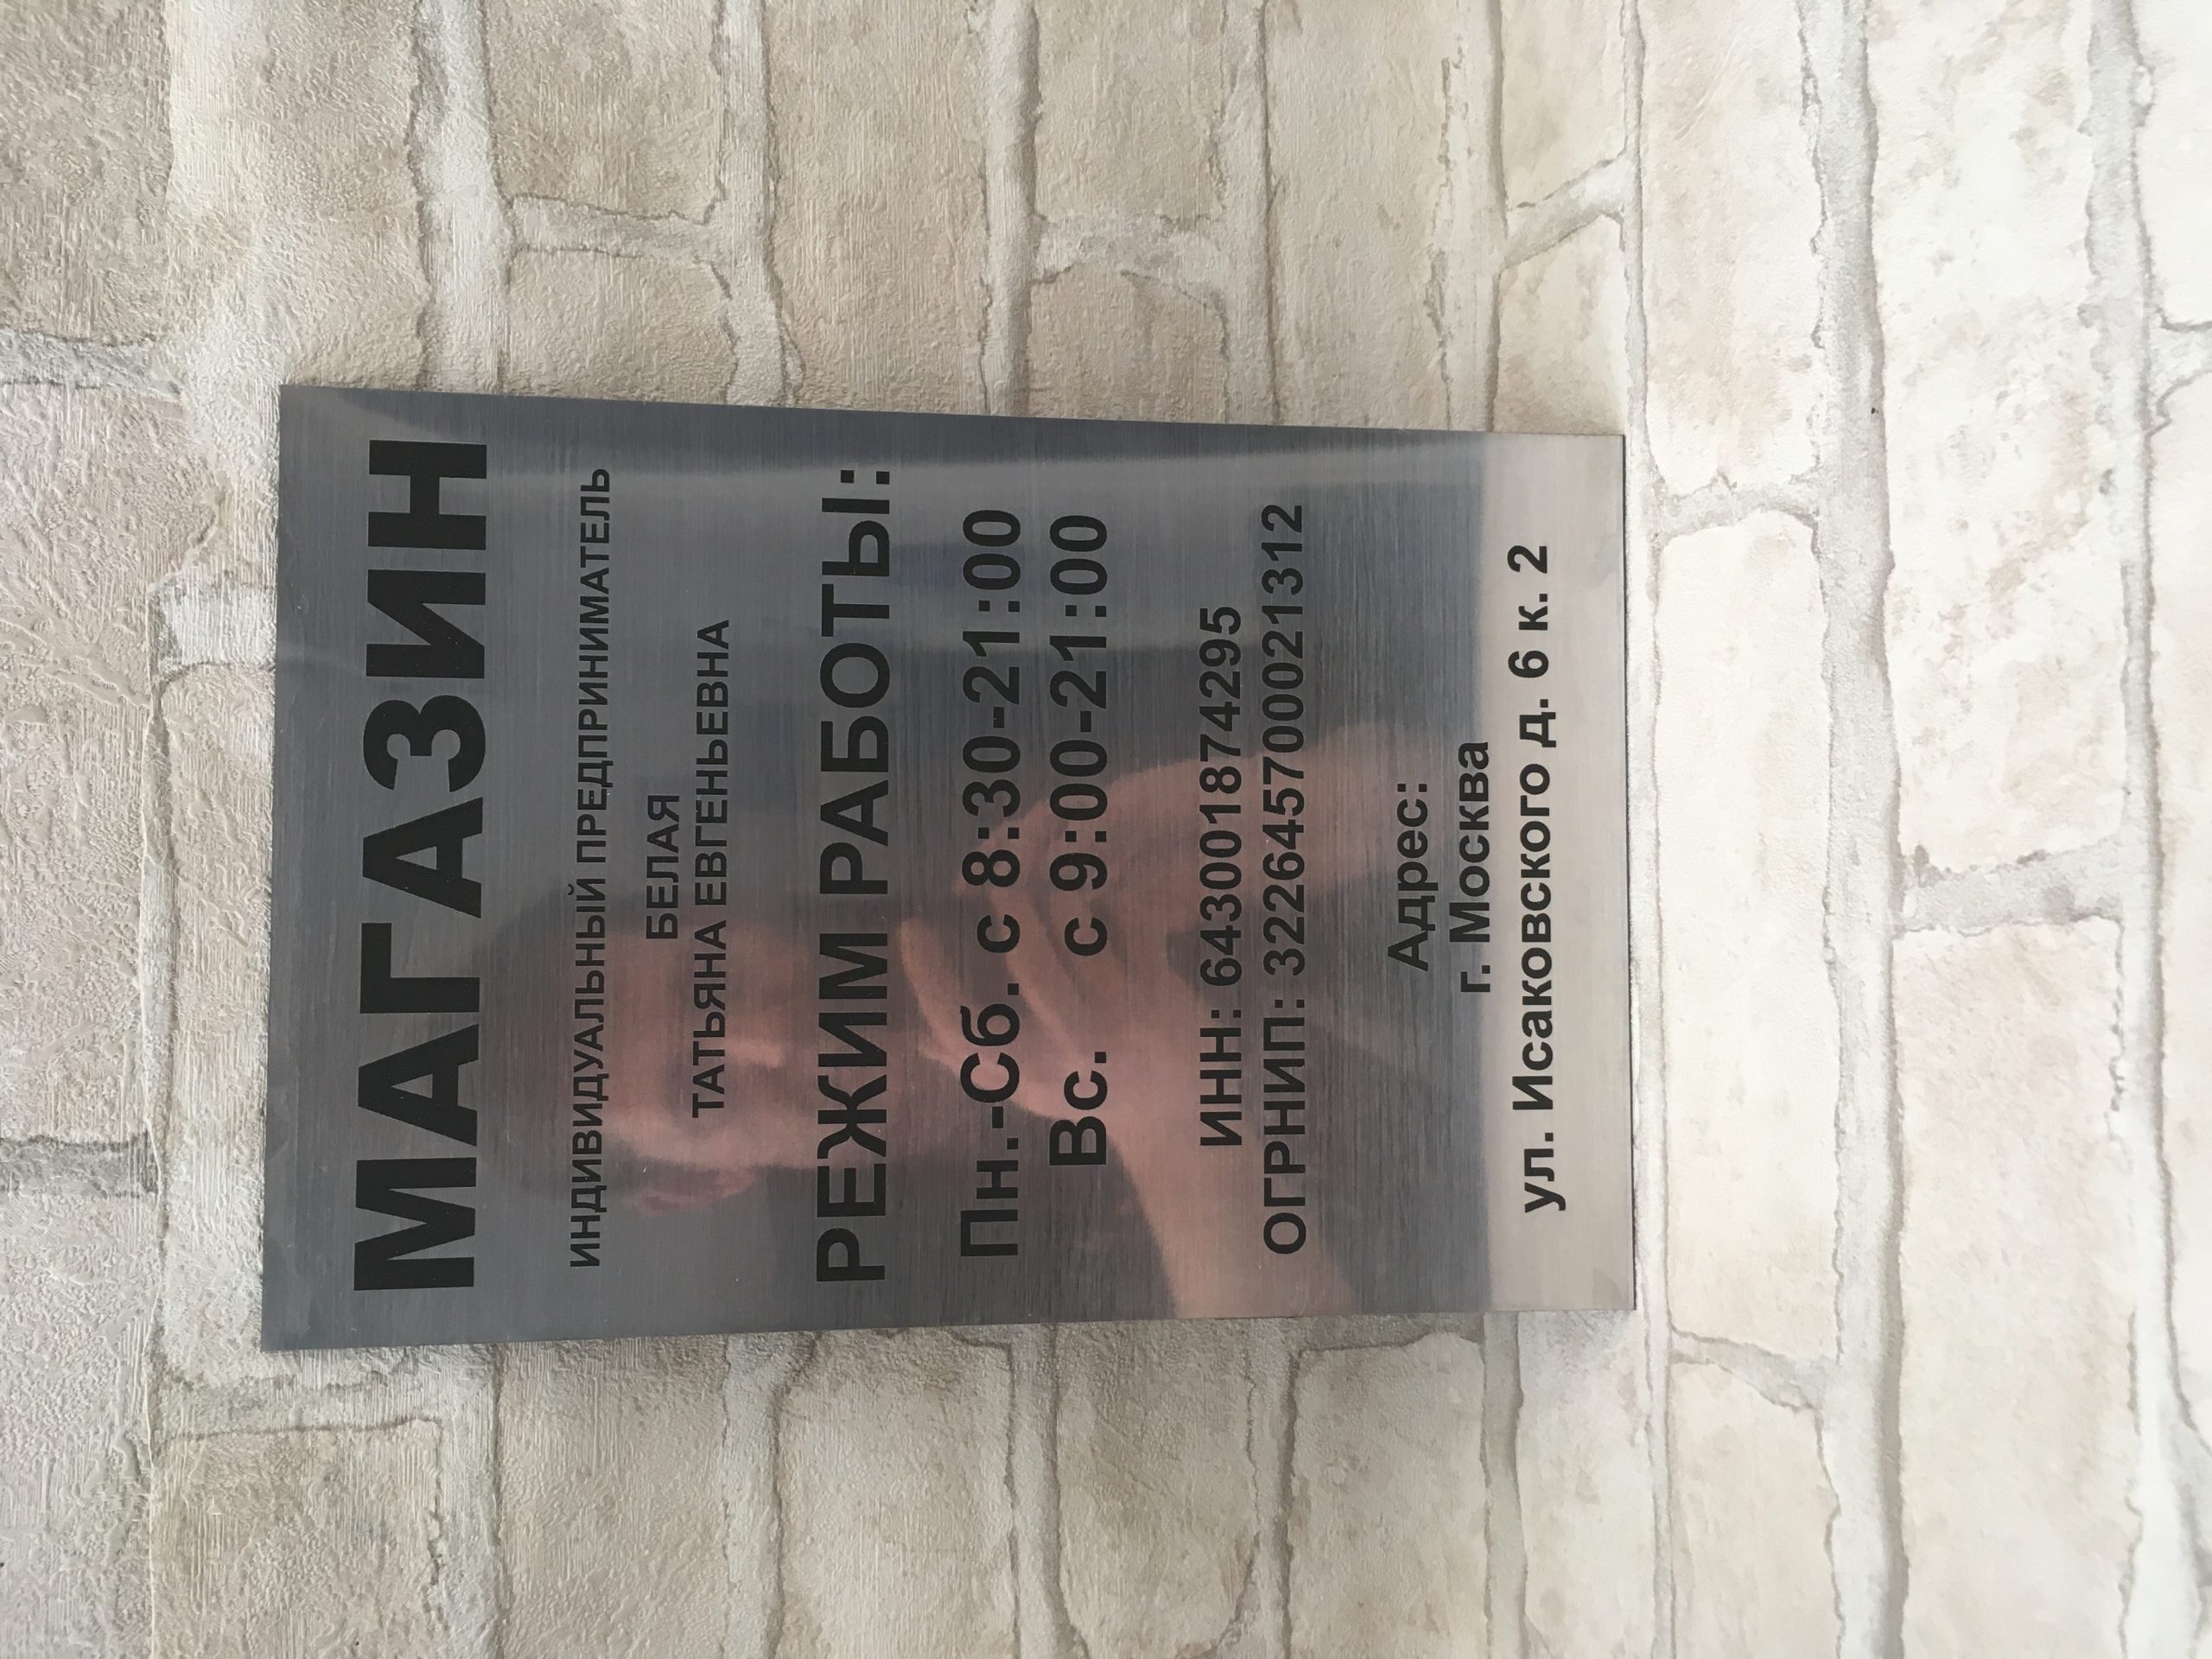 МАГАЗИН
ИНДИВИДУАЛЬНЫЙ ПРЕДПРИНИМАТЕЛЬ
БЕЛАЯ
ТАТЬЯНА ЕВГЕНЬЕВНА
РЕЖИМ РАБОТЫ:
Пн.-Сб. с 8:30-21:00
Вс. с 9:00-21:00
ИНН: 643001874295
ОГРНИП: 322645700021312
Адрес:
г. Москва
ул. Исаковского д. 6 к. 2